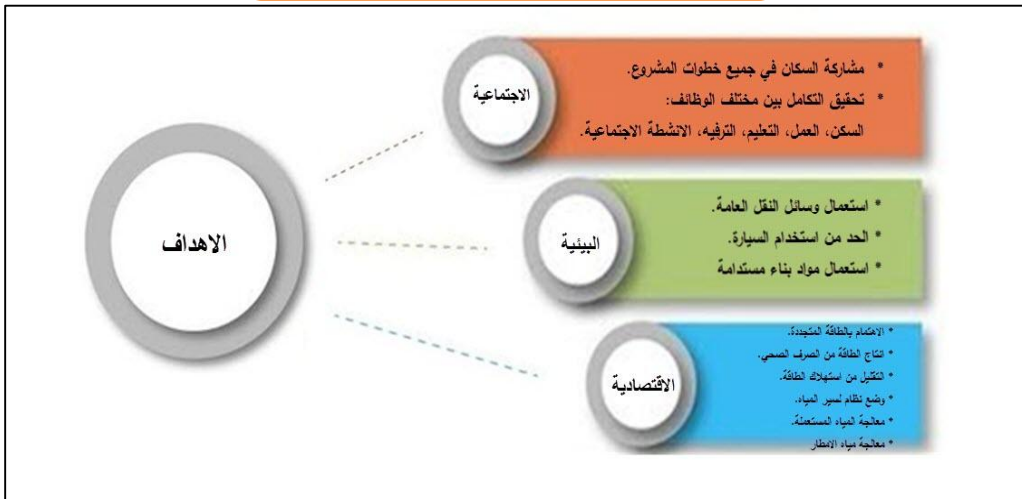 الاهداف
الاجتماعية
* مشاركة السكان في جميع خطوات المشروع.
* تحقيق التكامل بين مختلف الوظائف:
السكن، العمل، التعليم، الترفيه، الانشطة الاجتماعية.
البيئية
* استعمال وسائل النقل العامة.
* الحد من استخدام السيارة.
* استعمال مواد بناء مستدامة
الاقتصادية
* الاهتمام بالطاقة المتجددة.
* انتاج الطاقة من الصرف الصحي.
* التقليل من استهلاك الطاقة.
* وضع نظام لسير المياه.
* معالجة المياه المستعملة.
* معالجة مياه الامطار